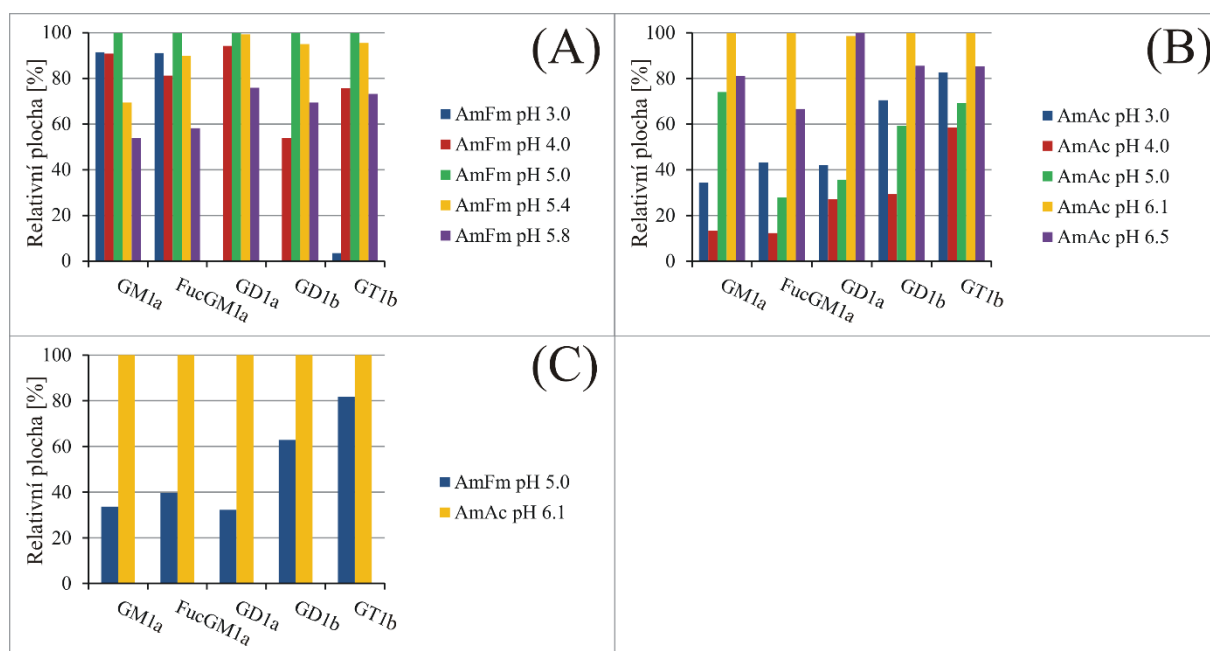 (A)
Relativní plocha [%]
100
80
60
40
20
0
GM1a
FucGM1a
GD1a
GD1b
GT1b
AmFm pH 3.0
AmFm pH 4.0
AmFm pH 5.0
AmFm pH 5.4
AmFm pH 5.8
(B)
Relativní plocha [%]
100
80
60
40
20
0
GM1a
FucGM1a
GD1a
GD1b
GT1b
AmAc pH 3.0
AmAc pH 4.0
AmAc pH 5.0
AmAc pH 6.1
AmAc pH 6.5
(C)
Relativní plocha [%]
100
80
60
40
20
0
GM1a
FucGM1a
GD1a
GD1b
GT1b
AmFm pH 5.0
AmAc pH 6.1